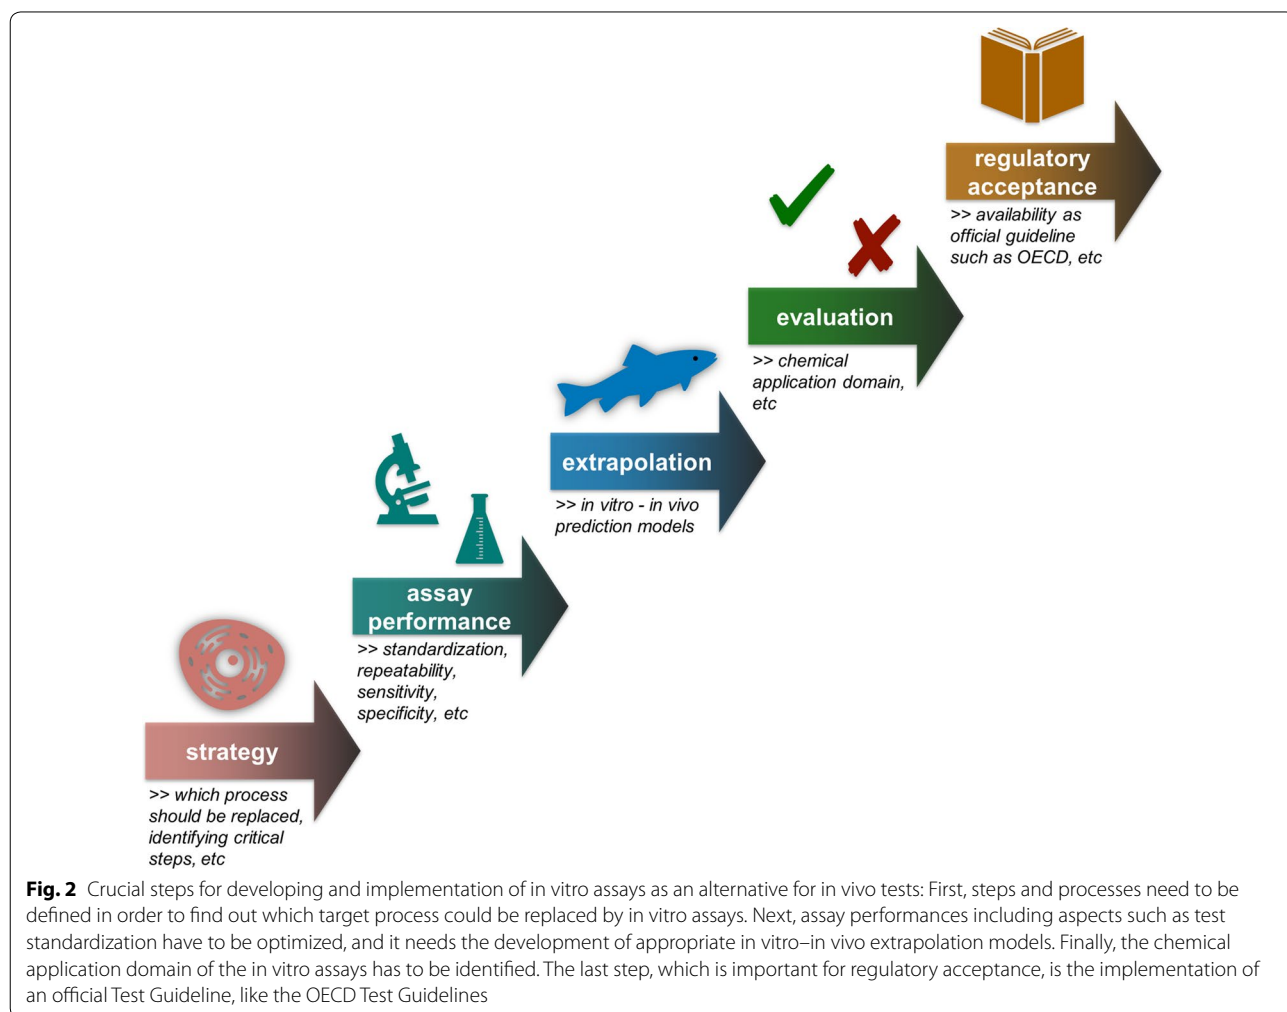 regulatory
acceptance
>> availability as
official guideline
such as OECD, etc
evaluation
>> chemical
application domain,
etc
extrapolation
>> in vitro - in vivo
prediction models
assay
performance
>> standardization,
repeatability,
sensitivity,
specificity, etc
strategy
>> which process
should be replaced,
identifying critical
steps, etc
Fig. 2 Crucial steps for developing and implementation of in vitro assays as an alternative for in vivo tests: First, steps and processes need to be
defined in order to find out which target process could be replaced by in vitro assays. Next, assay performances including aspects such as test
standardization have to be optimized, and it needs the development of appropriate in vitro–in vivo extrapolation models. Finally, the chemical
application domain of the in vitro assays has to be identified. The last step, which is important for regulatory acceptance, is the implementation of
an official Test Guideline, like the OECD Test Guidelines